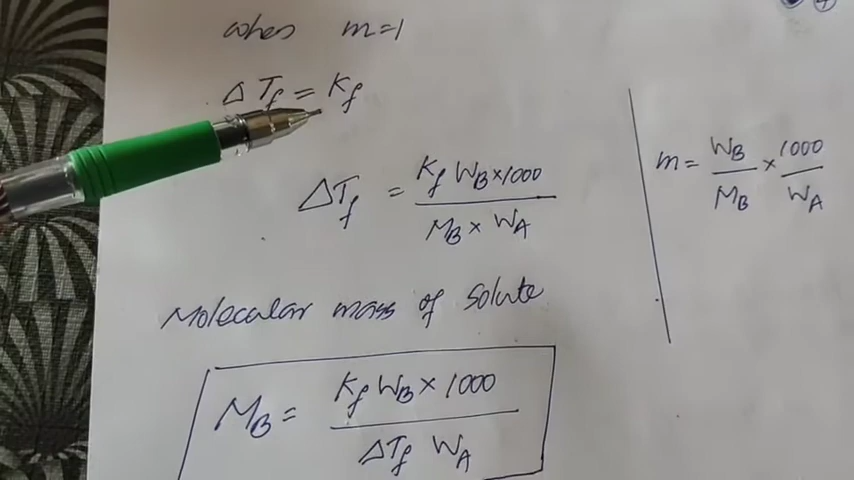 when m=1
Δ Tf = Kf
ΔTf = Kf WB×1000 / MB × WA
m = WB / MB × 1000 / WA
Molecular mass of Solute
MB = Kf WB × 1000 / ΔTf WA